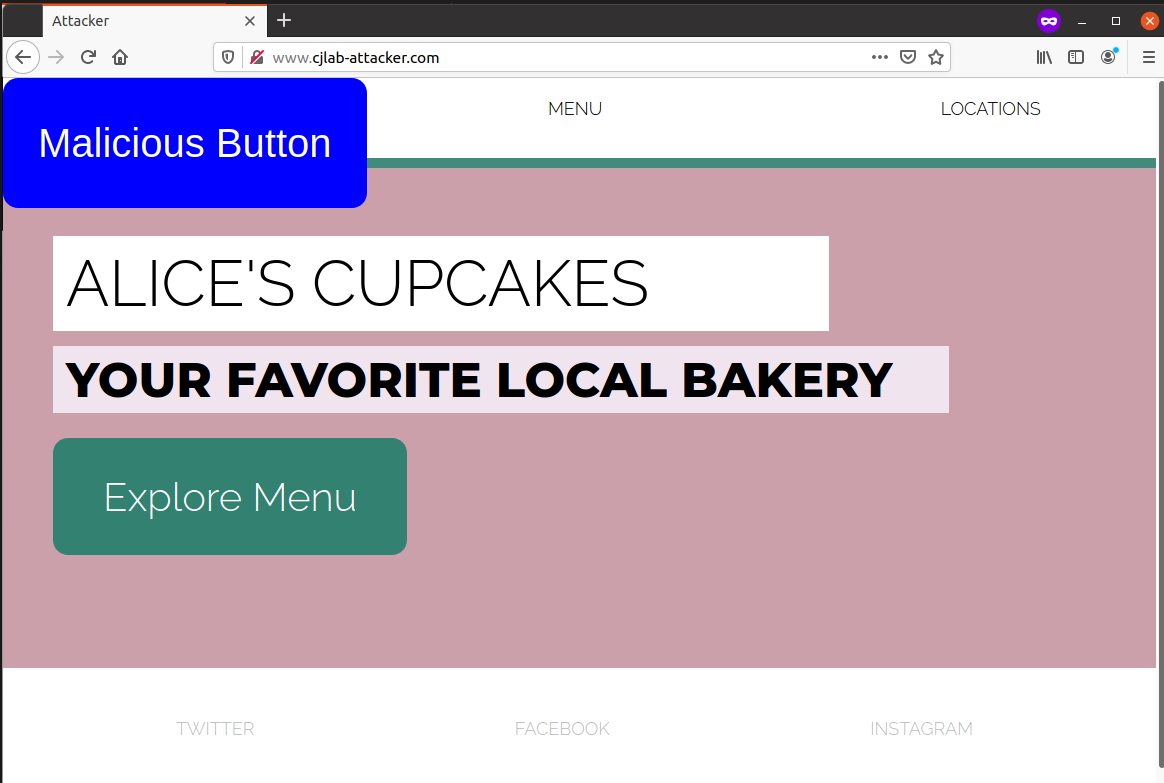 Attacker
www.cjlab-attacker.com
Malicious Button
MENU
LOCATIONS
ALICE'S CUPCAKES
YOUR FAVORITE LOCAL BAKERY
Explore Menu
TWITTER
FACEBOOK
INSTAGRAM